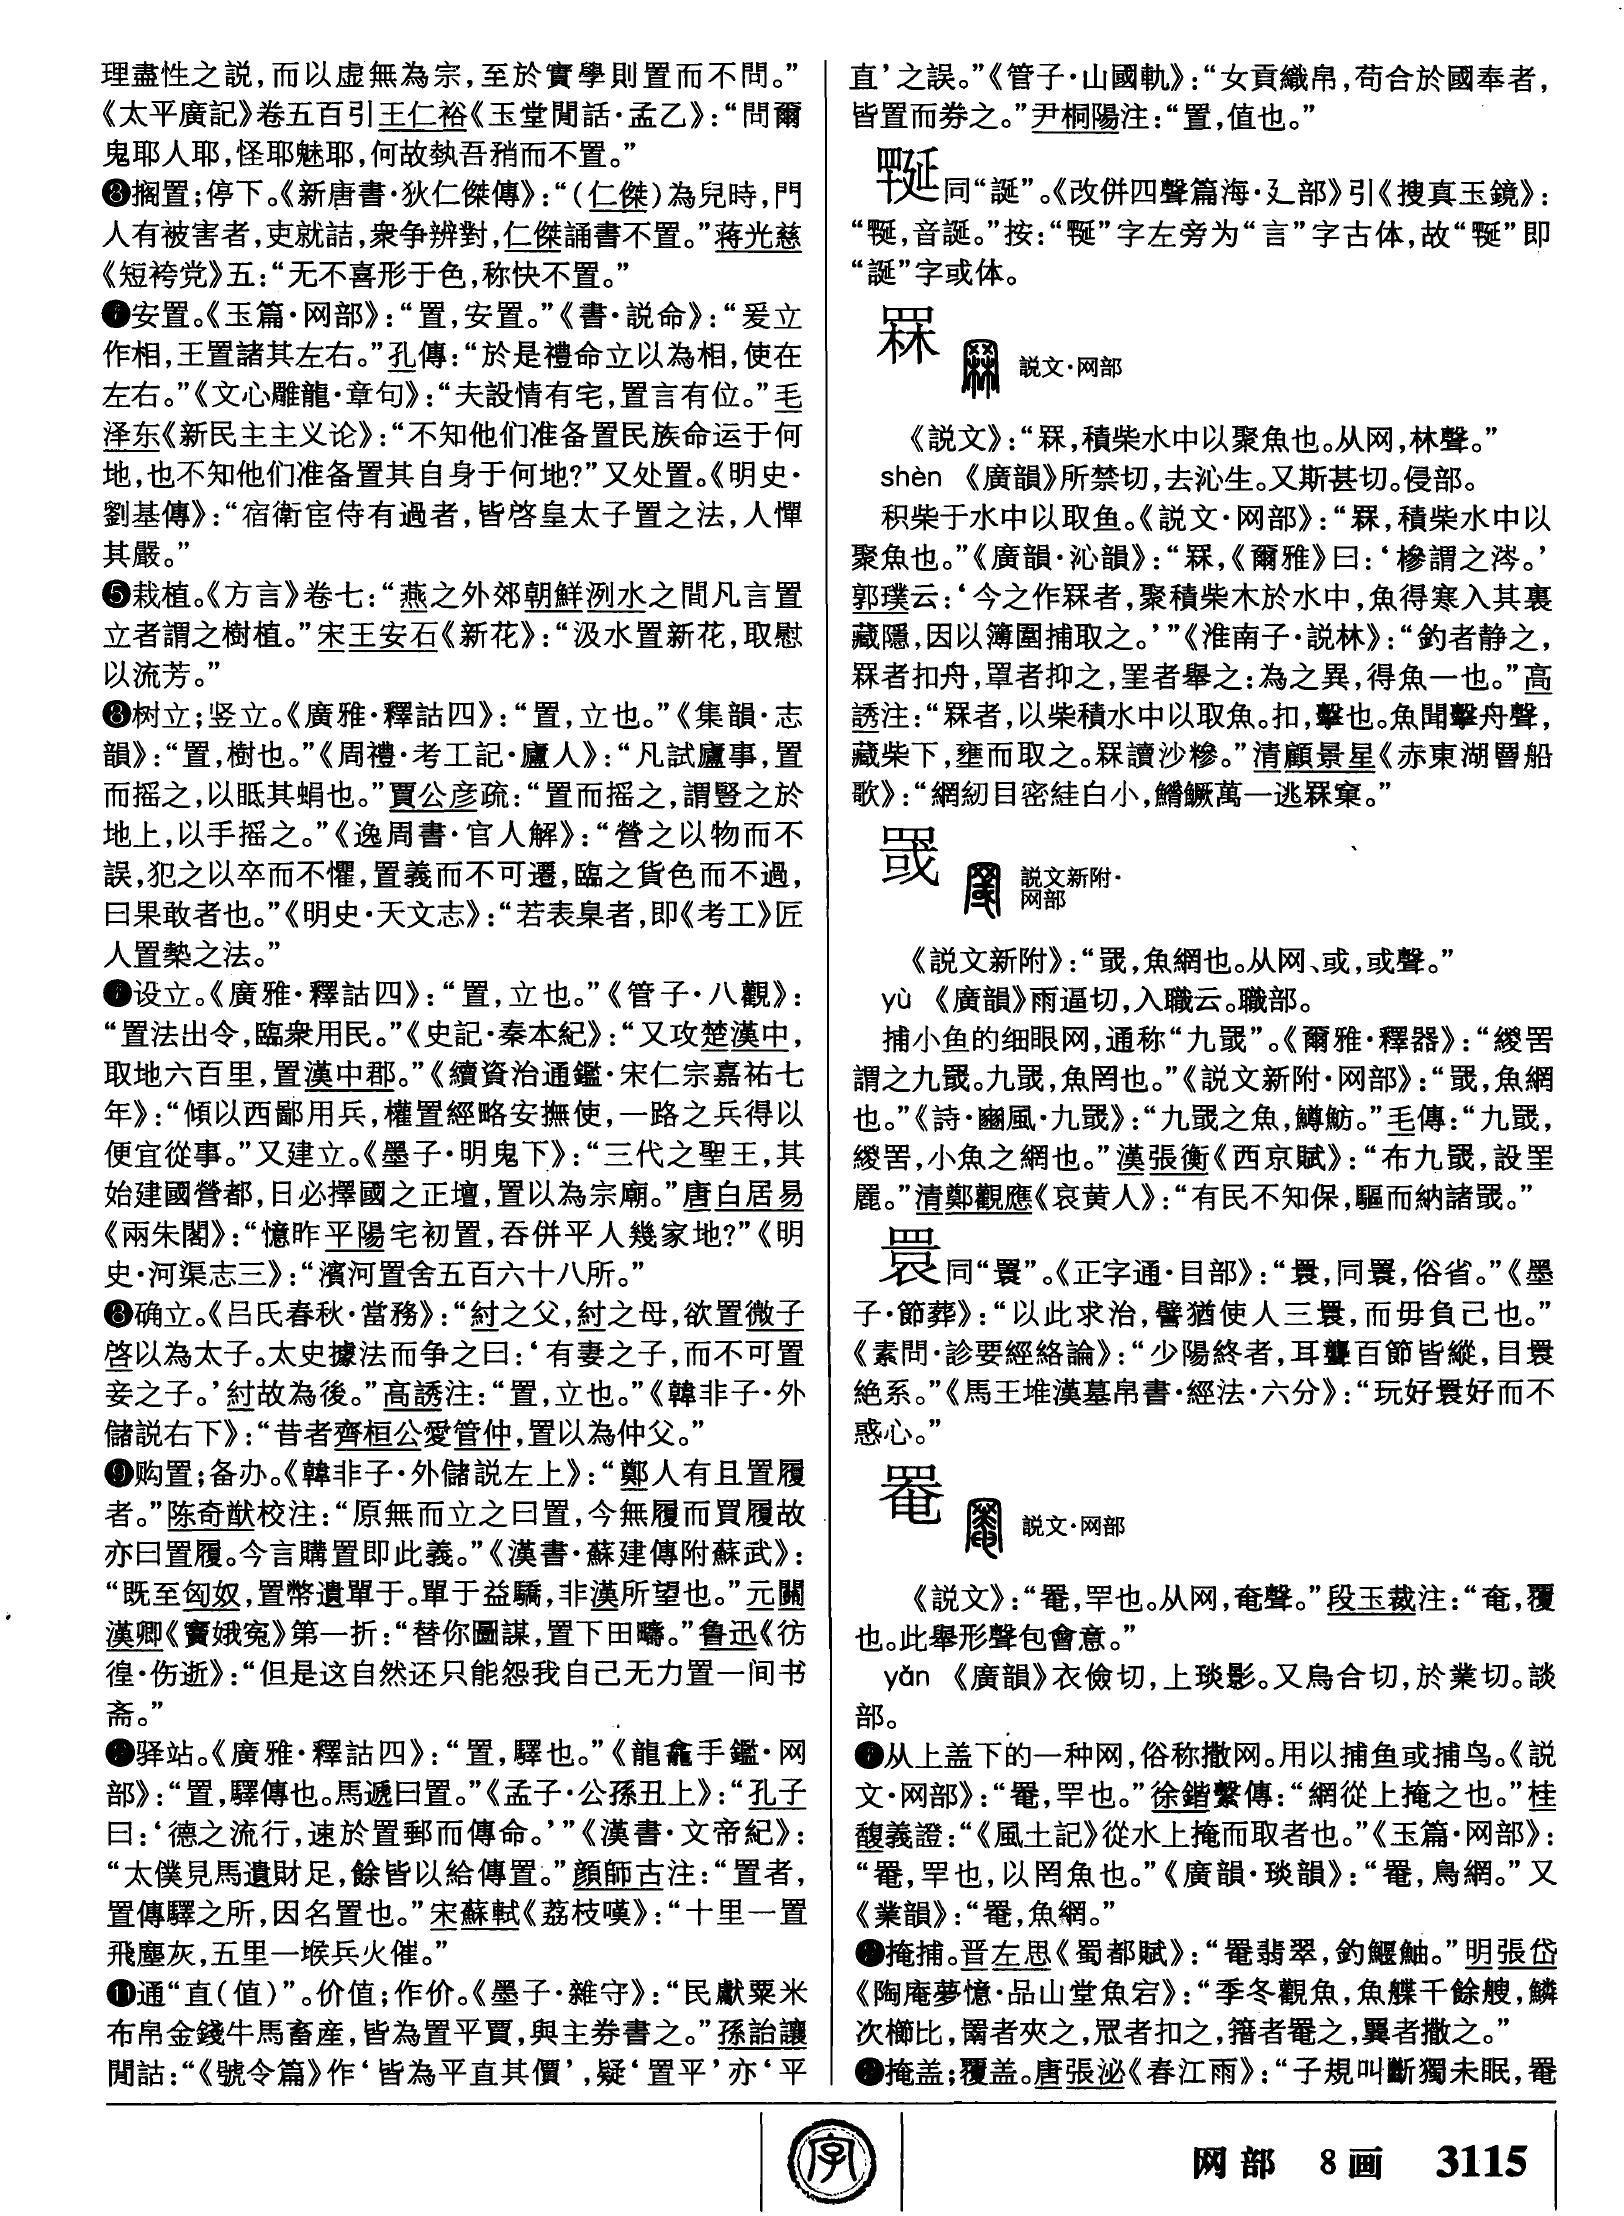 理盡性之説，而以虚無為宗，至於實學則置而不問。”
《太平廣記》卷五百引王仁裕《玉堂閒話·孟乙》：“問爾
鬼耶人耶，怪耶魅耶，何故執吾矟而不置。”
❸搁置；停下。《新唐書·狄仁傑傳》：“（仁傑）為兒時，門
人有被害者，吏就詰，衆争辨對，仁傑誦書不置。”蒋光慈
《短袴党》五：“无不喜形于色，称快不置。”
安置。《玉篇·网部》：“置，安置。”《書·説命》：“爰立
作相，王置諸其左右。”孔傳：“於是禮命立以為相，使在
左右。”《文心雕龍·章句》：“夫設情有宅，置言有位。”毛
泽东《新民主主义论》：“不知他们准备置民族命运于何
地，也不知他们准备置其自身于何地？”又处置。《明史·
劉基傳》：“宿衛宦侍有過者，皆啓皇太子置之法，人憚
其嚴。”
❺栽植。《方言》卷七：“燕之外郊朝鮮洌水之間凡言置
立者謂之樹植。”宋王安石《新花》：“汲水置新花，取慰
以流芳。”
树立；竖立。《廣雅·釋詁四》：“置，立也。”《集韻·志
韻》：“置，樹也。”《周禮·考工記·廬人》：“凡試廬事，置
而摇之，以眡其蜎也。”賈公彦疏：“置而摇之，謂豎之於
地上，以手摇之。”《逸周書·官人解》：“營之以物而不
誤，犯之以卒而不懼，置義而不可遷，臨之貨色而不過，
曰果敢者也。”《明史·天文志》：“若表臬者，即《考工》匠
人置槷之法。”
设立。《廣雅·釋詁四》：“置，立也。”《管子·八觀》：
“置法出令，臨衆用民。”《史記·秦本紀》：“又攻楚漢中，
取地六百里，置漢中郡。”《續資治通鑑·宋仁宗嘉祐七
年》：“傾以西鄙用兵，權置經略安撫使，一路之兵得以
便宜從事。”又建立。《墨子·明鬼下》：“三代之聖王，其
始建國營都，日必擇國之正壇，置以為宗廟。”唐白居易
《兩朱閣》：“憶昨平陽宅初置，吞併平人幾家地？”《明
史·河渠志三》：“濱河置舍五百六十八所。”
❽确立。《吕氏春秋·當務》：“紂之父，紂之母，欲置微子
啓以為太子。太史據法而争之曰：‘有妻之子，而不可置
妾之子。’紂故為後。”高誘注：“置，立也。”《韓非子·外
儲説右下》：“昔者齊桓公愛管仲，置以為仲父。”
❾购置；备办。《韓非子·外儲説左上》：“鄭人有且置履
者。”陈奇猷校注：“原無而立之曰置，今無履而買履故
亦曰置履。今言購置即此義。”《漢書·蘇建傳附蘇武》：
“既至匈奴，置幣遺單于。單于益驕，非漢所望也。”元關
漢卿《竇娥寃》第一折：“替你圖謀，置下田疇。”鲁迅《彷
徨·伤逝》：“但是这自然还只能怨我自己无力置一间书
斋。”
驿站。《廣雅·釋詁四》：“置，驛也。”《龍龕手鑑·网
部》：“置，驛傳也。馬遞曰置。”《孟子·公孫丑上》：“孔子
曰：‘德之流行，速於置郵而傳命。’”《漢書·文帝紀》：
“太僕見馬遺財足，餘皆以給傳置。”顔師古注：“置者，
置傳驛之所，因名置也。”宋蘇軾《荔枝嘆》：“十里一置
飛塵灰，五里一堠兵火催。”
⓫通“直（值）”。价值；作价。《墨子·雜守》：“民獻粟米
布帛金錢牛馬畜産，皆為置平賈，與主券書之。”孫詒讓
閒詁：“《號令篇》作‘皆為平直其價’，疑‘置平’亦‘平
直’之誤。”《管子·山國軌》：“女貢織帛，苟合於國奉者，
皆置而券之。”尹桐陽注：“置，值也。”
同“誕”。《改併四聲篇海·廴部》引《搜真玉鏡》：
“，音誕。”按：“”字左旁为“言”字古体，故“”即
“誕”字或体。
罧
説文·网部
《説文》：“罧，積柴水中以聚魚也。从网，林聲。”
shèn 《廣韻》所禁切，去沁生。又斯甚切。侵部。
积柴于水中以取鱼。《説文·网部》：“罧，積柴水中以
聚魚也。”《廣韻·沁韻》：“罧，《爾雅》曰：‘槮謂之涔。’
郭璞云：‘今之作罧者，聚積柴木於水中，魚得寒入其裏
藏隱，因以簿圍捕取之。’”《淮南子·説林》：“釣者静之，
罧者扣舟，罩者抑之，罣者舉之：為之異，得魚一也。”高
誘注：“罧者，以柴積水中以取魚。扣，擊也。魚聞擊舟聲，
藏柴下，壅而取之。罧讀沙糝。”清顧景星《赤東湖罾船
歌》：“網紉目密絓白小，鰽鱖萬一逃罧窠。”
罭
説文新附·
网部
《説文新附》：“罭，魚網也。从网、或，或聲。”
yù 《廣韻》雨逼切，入職云。職部。
捕小鱼的细眼网，通称“九罭”。《爾雅·釋器》：“緵罟
謂之九罭。九罭，魚罔也。”《説文新附·网部》：“罭，魚網
也。”《詩·豳風·九罭》：“九罭之魚，鱒魴。”毛傳：“九罭，
緵罟，小魚之網也。”漢張衡《西京賦》：“布九罭，設罜
麗。”清鄭觀應《哀黄人》：“有民不知保，驅而納諸罭。”
睘
同“瞏”。《正字通·目部》：“睘，同瞏，俗省。”《墨
子·節葬》：“以此求治，譬猶使人三睘，而毋負己也。”
《素問·診要經絡論》：“少陽終者，耳聾百節皆縱，目睘
絶系。”《馬王堆漢墓帛書·經法·六分》：“玩好睘好而不
惑心。”
罨
説文·网部
《説文》：“罨，罕也。从网，奄聲。”段玉裁注：“奄，覆
也。此舉形聲包會意。”
yǎn 《廣韻》衣儉切，上琰影。又烏合切，於業切。談
部。
从上盖下的一种网，俗称撒网。用以捕鱼或捕鸟。《説
文·网部》：“罨，罕也。”徐鍇繫傳：“網從上掩之也。”桂
馥義證：“《風土記》從水上掩而取者也。”《玉篇·网部》：
“罨，罕也，以罔魚也。”《廣韻·琰韻》：“罨，鳥網。”又
《業韻》：“罨，魚網。”
掩捕。晋左思《蜀都賦》：“罨翡翠，釣鰋鮋。”明張岱
《陶庵夢憶·品山堂魚宕》：“季冬觀魚，魚艓千餘艘，鱗
次櫛比，罱者夾之，罛者扣之，簎者罨之，罿者撒之。”
掩盖；覆盖。唐張泌《春江雨》：“子規叫斷獨未眠，罨
字
网部 8画 3115